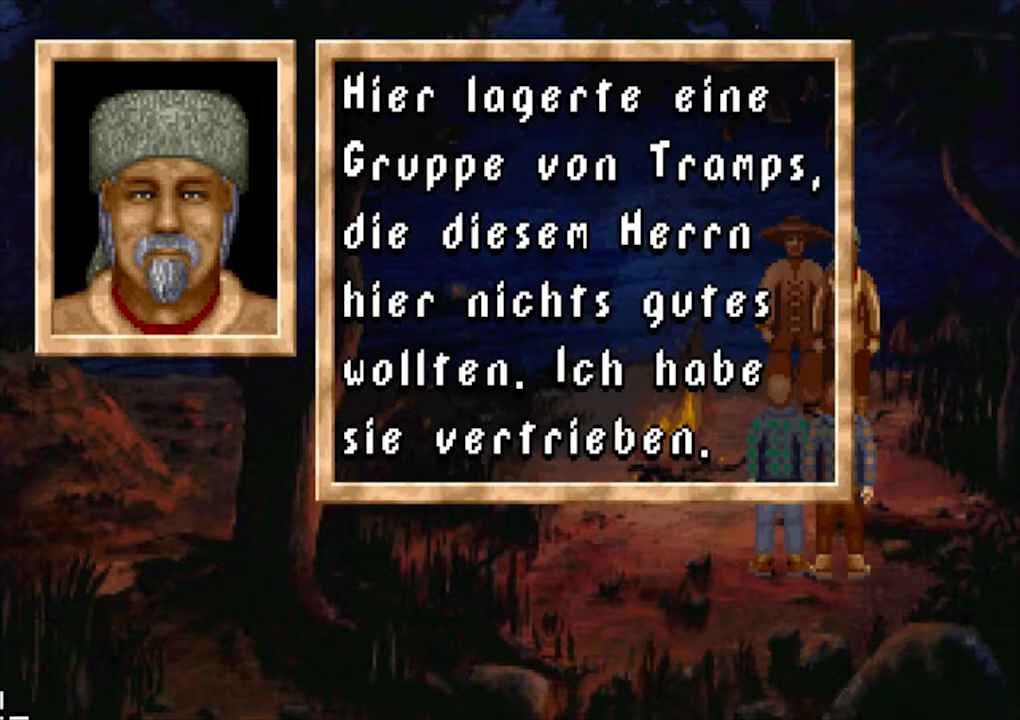 Hier lagerte eine
Gruppe von Tramps,
die diesem Herrn
hier nichts gutes
wollten. Ich habe
sie vertrieben.